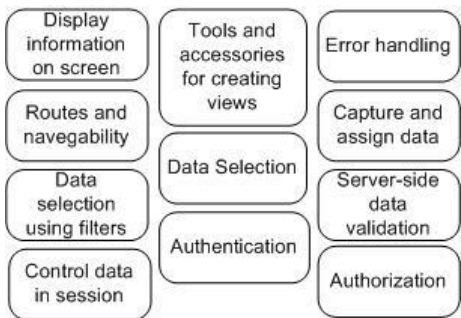 Display
information
on screen
Routes and
navegability
Data
selection
using filters
Control data
in session
Tools and
accessories
for creating
views
Data Selection
Authentication
Error handling
Capture and
assign data
Server-side
data
validation
Authorization